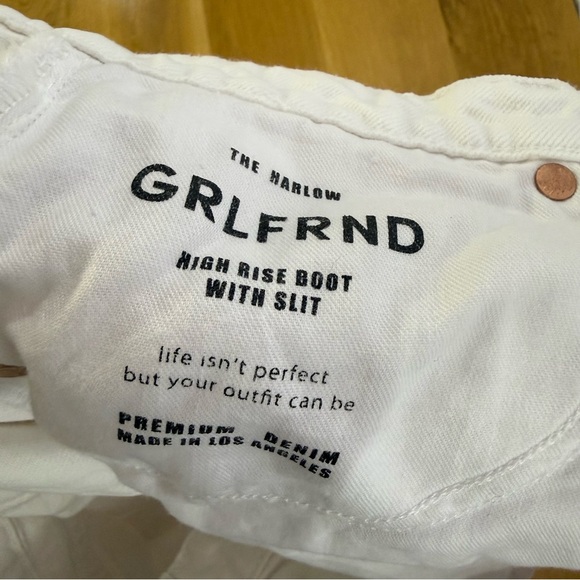 THE HARLOW
GRLFRND
HIGH RISE BOOT
WITH SLIT
life isn't perfect
but your outfit can be
PREMIUM DENIM
MADE IN LOS ANGELES